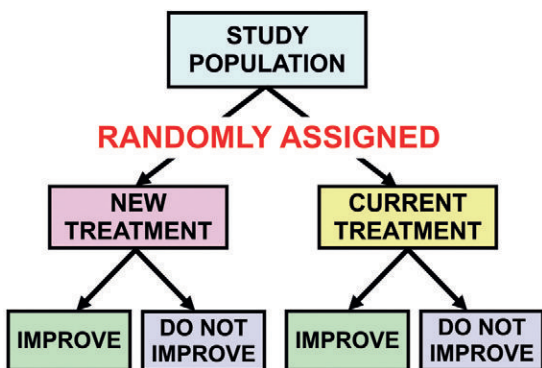 STUDY
POPULATION
RANDOMLY ASSIGNED
NEW
TREATMENT
CURRENT
TREATMENT
IMPROVE
DO NOT
IMPROVE
IMPROVE
DO NOT
IMPROVE